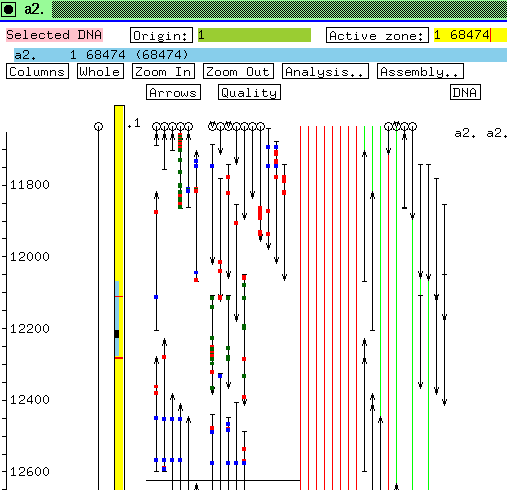 a2.
Selected DNA Origin: 1 Active zone: 1 68474
a2. 1 68474 (68474)
Columns Whole Zoom In Zoom Out Analysis.. Assembly..
Arrows Quality DNA
.1 a2. a2.
11800
12000
12200
12400
12600